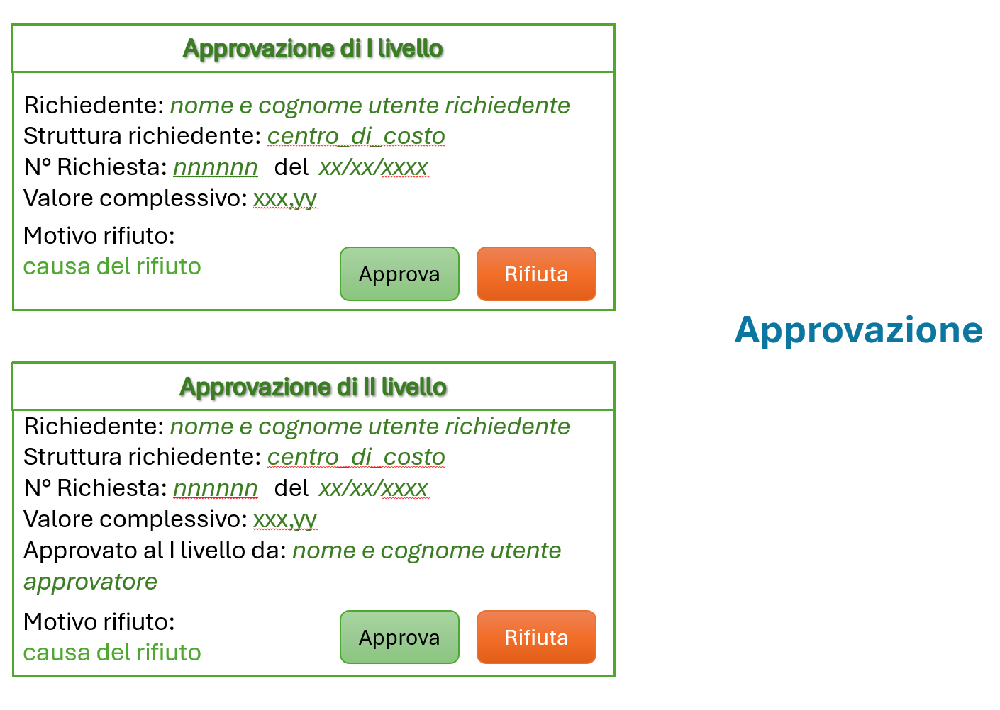 Approvazione di I livello
Richiedente: nome e cognome utente richiedente
Struttura richiedente: centro_di_costo
N° Richiesta: nnnnnn del xx/xx/xxxx
Valore complessivo: xxx,yy
Motivo rifiuto:
causa del rifiuto
Approva
Rifiuta
Approvazione
Approvazione di II livello
Richiedente: nome e cognome utente richiedente
Struttura richiedente: centro_di_costo
N° Richiesta: nnnnnn del xx/xx/xxxx
Valore complessivo: xxx,yy
Approvato al I livello da: nome e cognome utente
approvatore
Motivo rifiuto:
causa del rifiuto
Approva
Rifiuta